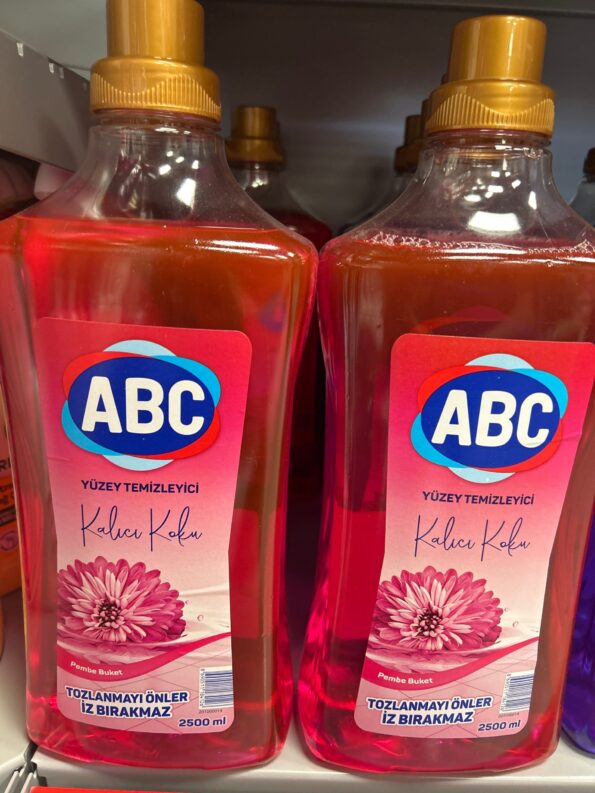 ABC
YÜZEY TEMİZLEYİCİ
Kalıcı Koku
Pembe Buket
TOZLANMAYI ÖNLER
İZ BIRAKMAZ
2500 ml
ABC
YÜZEY TEMİZLEYİCİ
Kalıcı Koku
Pembe Buket
TOZLANMAYI ÖNLER
İZ BIRAKMAZ
2500 ml